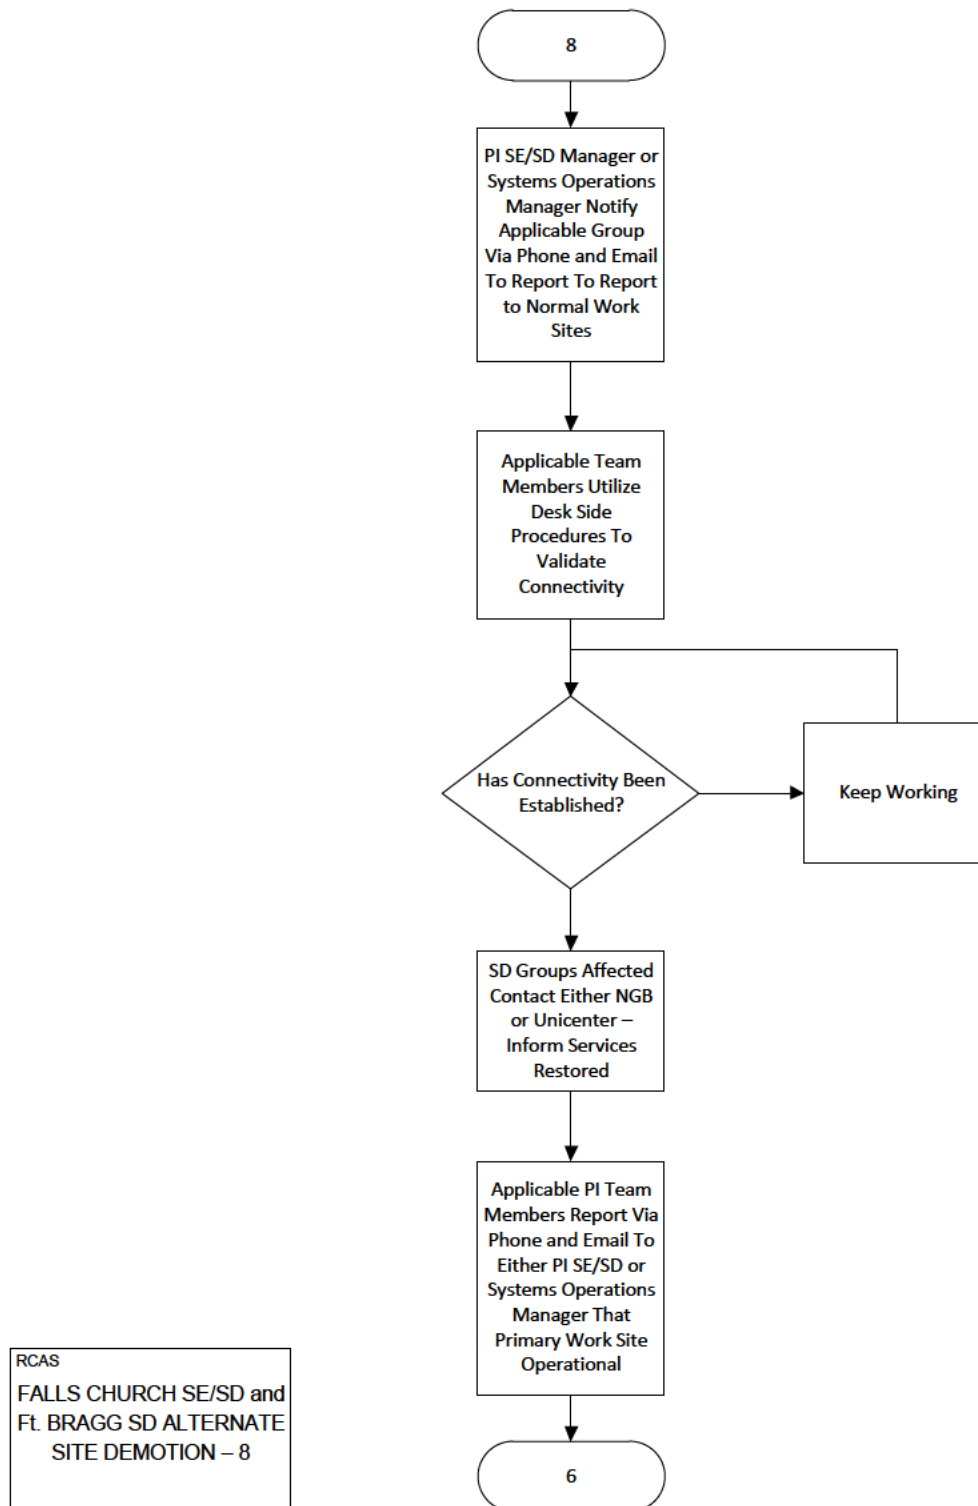 8
PI SE/SD Manager or
Systems Operations
Manager Notify
Applicable Group
Via Phone and Email
To Report To Report
to Normal Work
Sites
Applicable Team
Members Utilize
Desk Side
Procedures To
Validate
Connectivity
Has Connectivity Been
Established?
Keep Working
SD Groups Affected
Contact Either NGB
or Unicenter –
Inform Services
Restored
Applicable PI Team
Members Report Via
Phone and Email To
Either PI SE/SD or
Systems Operations
Manager That
Primary Work Site
Operational
RCAS
FALLS CHURCH SE/SD and
Ft. BRAGG SD ALTERNATE
SITE DEMOTION – 8
6